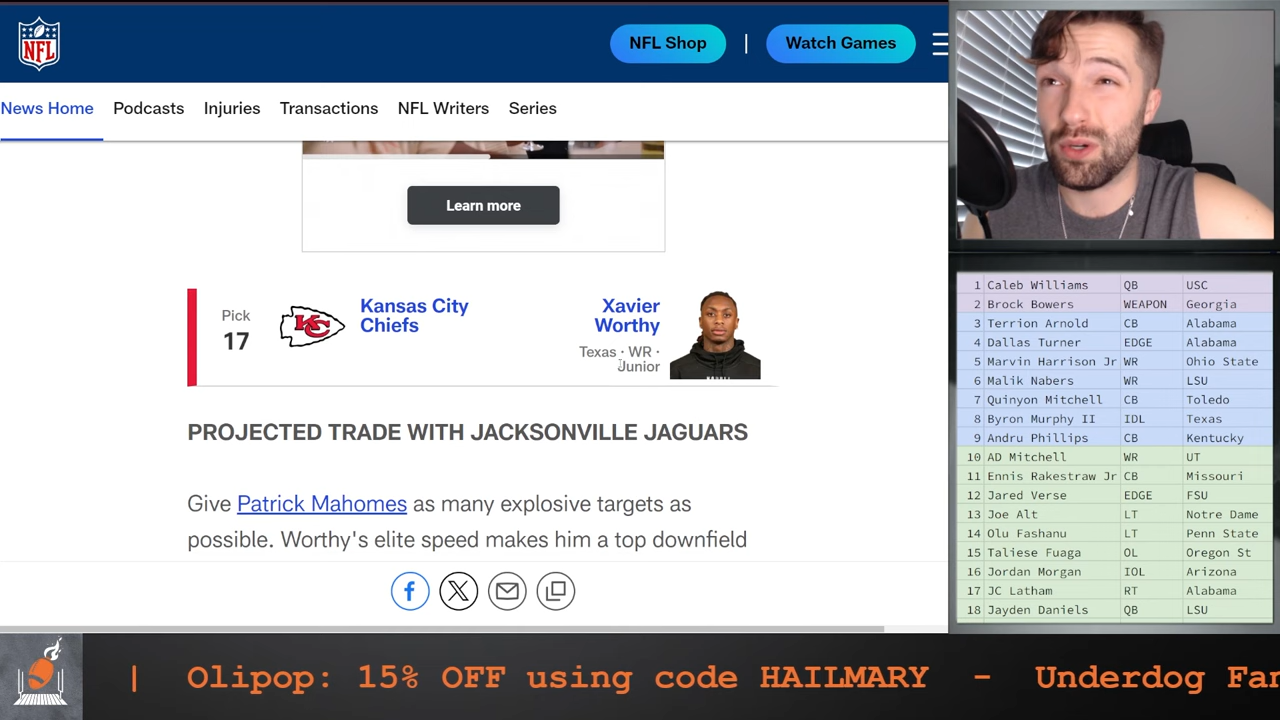 NFL
NFL Shop
|
Watch Games
News Home
Podcasts
Injuries
Transactions
NFL Writers
Series
Learn more
Pick
17
KC
Kansas City
Chiefs
Xavier
Worthy
Texas · WR ·
Junior
PROJECTED TRADE WITH JACKSONVILLE JAGUARS
Give Patrick Mahomes as many explosive targets as
possible. Worthy's elite speed makes him a top downfield
1 Caleb Williams QB USC
2 Brock Bowers WEAPON Georgia
3 Terrion Arnold CB Alabama
4 Dallas Turner EDGE Alabama
5 Marvin Harrison Jr WR Ohio State
6 Malik Nabers WR LSU
7 Quinyon Mitchell CB Toledo
8 Byron Murphy II IDL Texas
9 Andru Phillips CB Kentucky
10 AD Mitchell WR UT
11 Ennis Rakestraw Jr CB Missouri
12 Jared Verse EDGE FSU
13 Joe Alt LT Notre Dame
14 Olu Fashanu LT Penn State
15 Taliese Fuaga OL Oregon St
16 Jordan Morgan IOL Arizona
17 JC Latham RT Alabama
18 Jayden Daniels QB LSU
| Olipop: 15% OFF using code HAILMARY - Underdog Fan